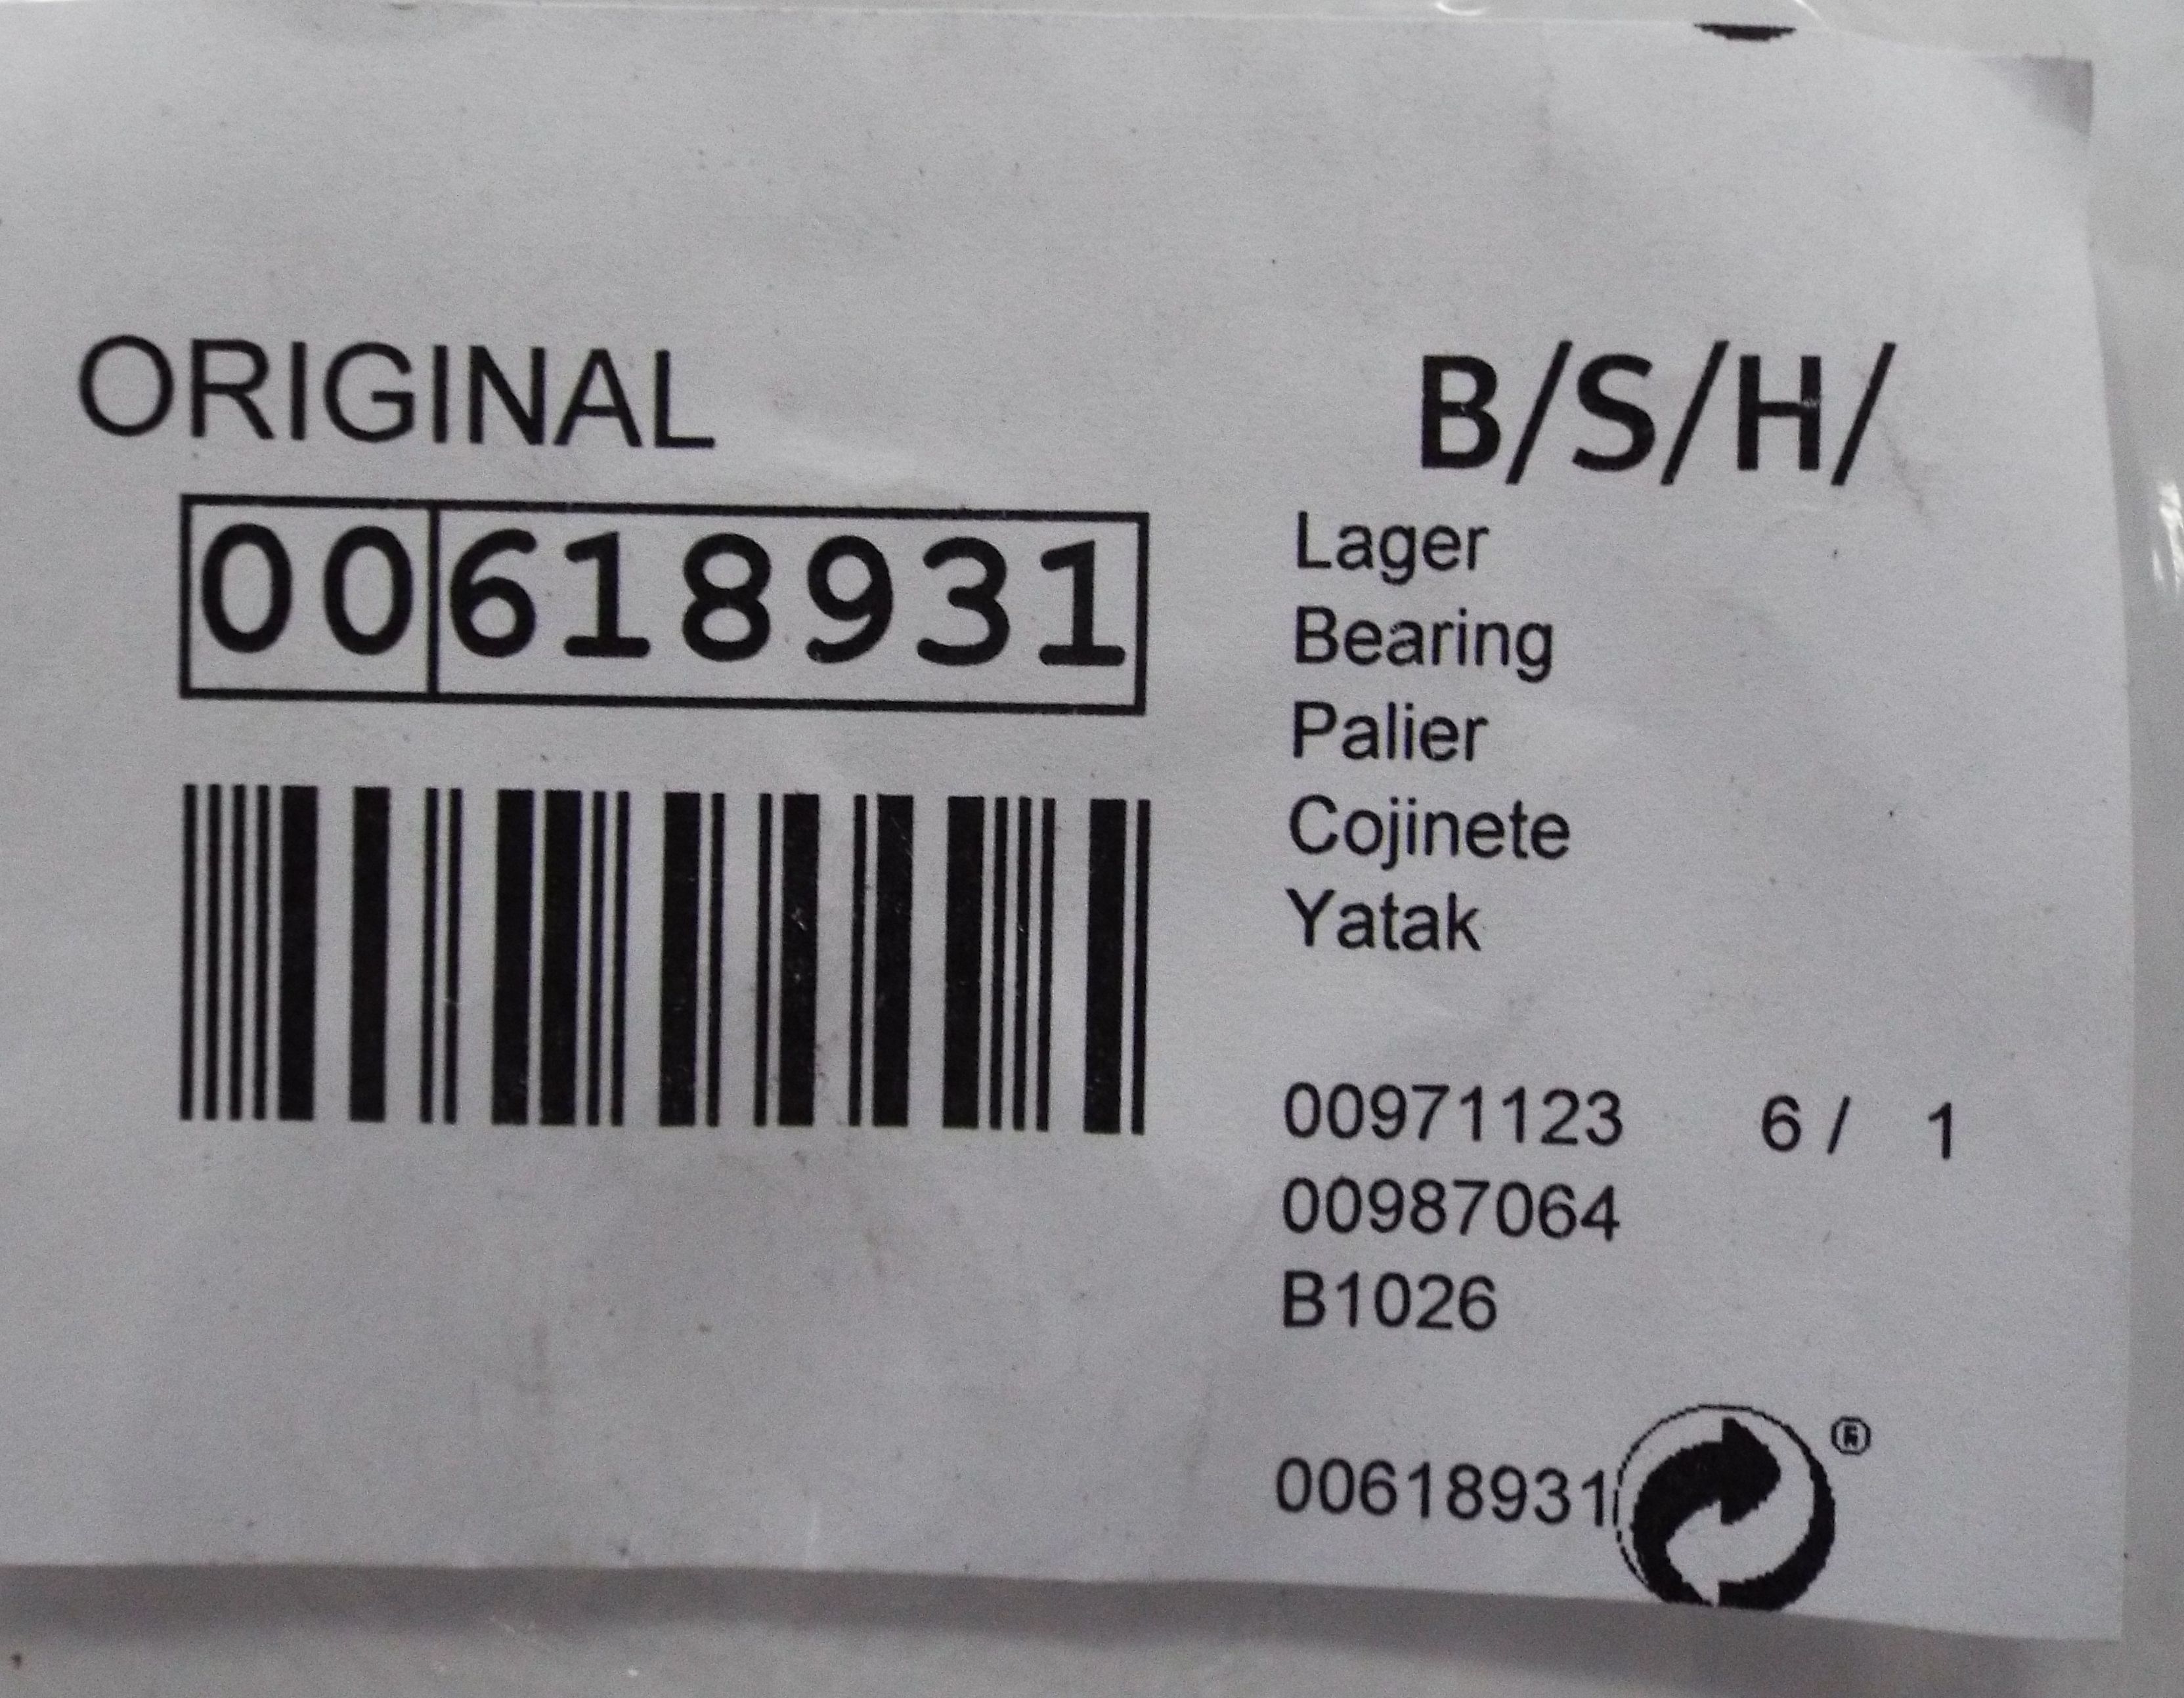 ORIGINAL
00618931
B/S/H/
Lager
Bearing
Palier
Cojinete
Yatak
00971123 6 / 1
00987064
B1026
00618931
®